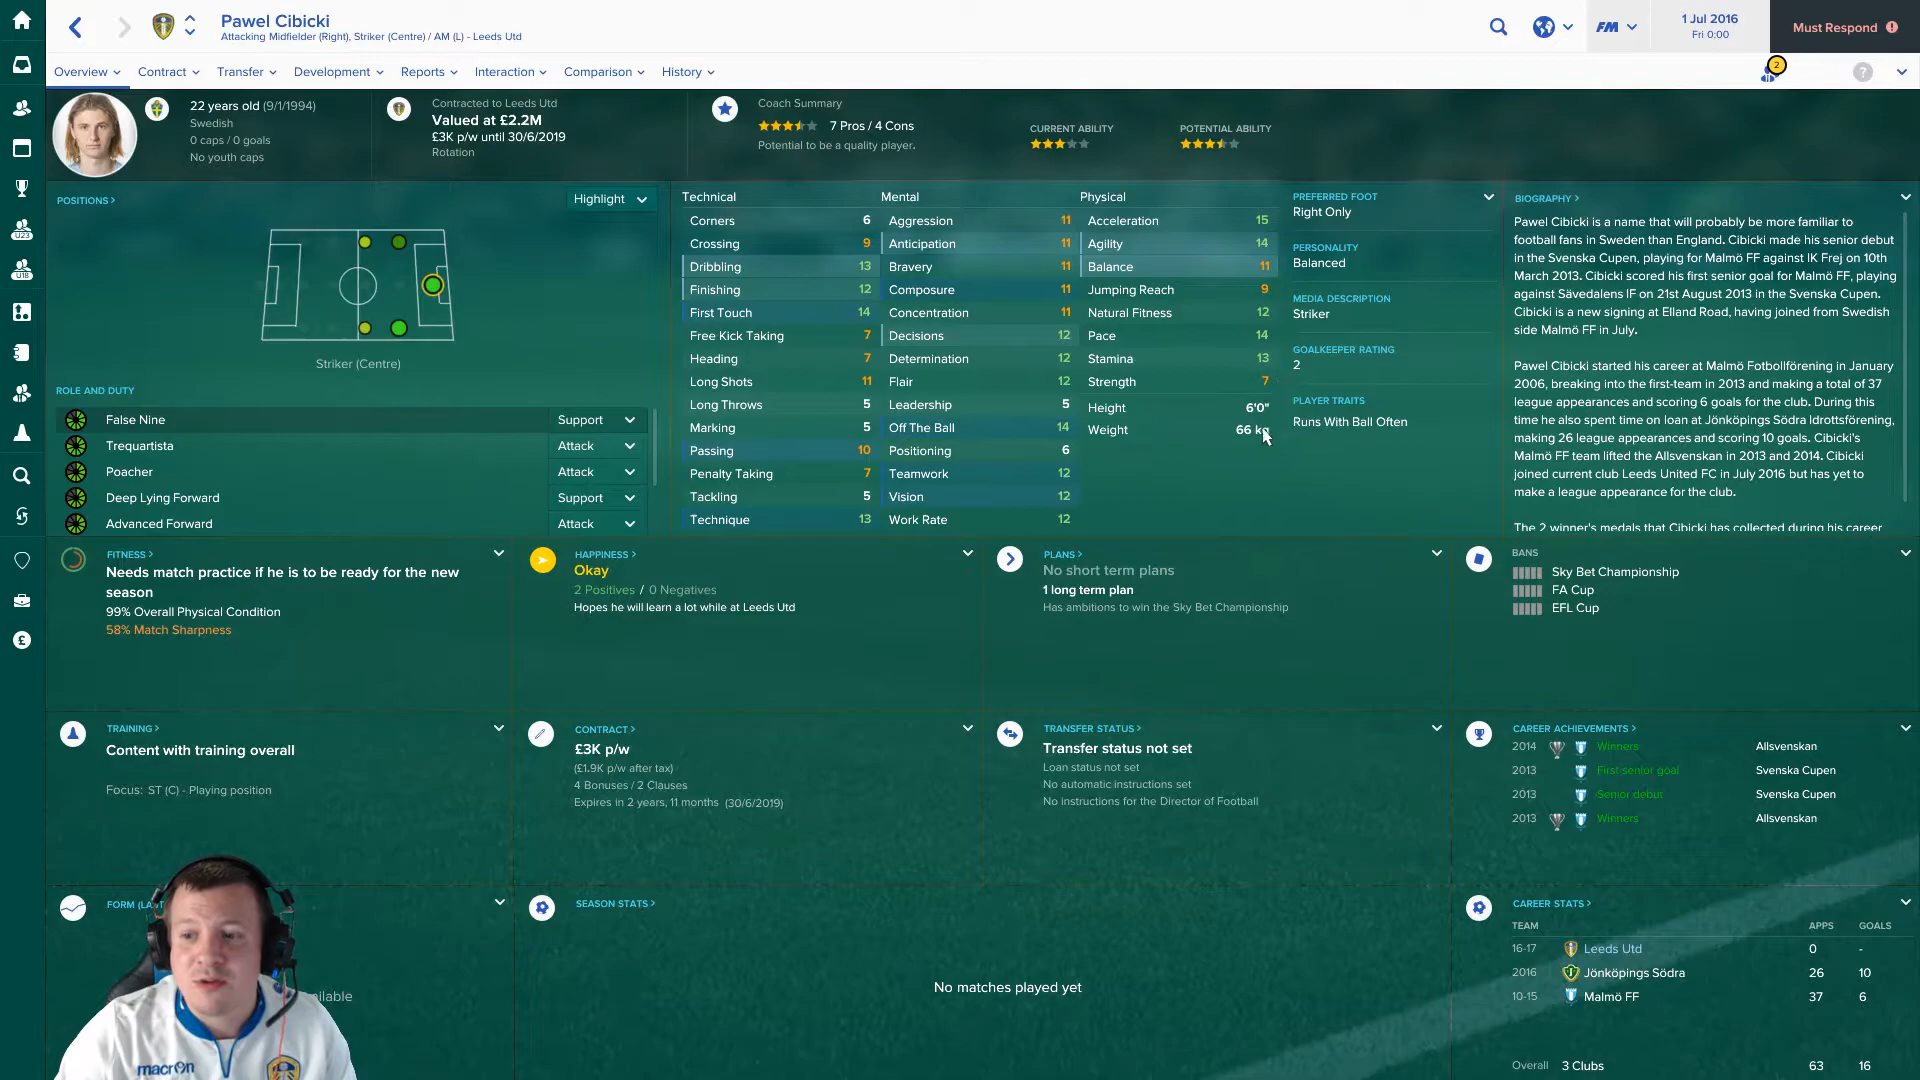 Pawel Cibicki
Attacking Midfielder (Right), Striker (Centre) / AM (L) - Leeds Utd
FM
1 Jul 2016
Fri 0:00
Must Respond
Overview
Contract
Transfer
Development
Reports
Interaction
Comparison
History
2
?
22 years old (9/1/1994)
Swedish
0 caps / 0 goals
No youth caps
Contracted to Leeds Utd
Valued at £2.2M
£3K p/w until 30/6/2019
Rotation
Coach Summary
7 Pros / 4 Cons
Potential to be a quality player.
CURRENT ABILITY
POTENTIAL ABILITY
U23
U18
POSITIONS >
Highlight
Striker (Centre)
ROLE AND DUTY
False Nine Support
Trequartista Attack
Poacher Attack
Deep Lying Forward Support
Advanced Forward Attack
Technical
Corners 6
Crossing 9
Dribbling 13
Finishing 12
First Touch 14
Free Kick Taking 7
Heading 7
Long Shots 11
Long Throws 5
Marking 5
Passing 10
Penalty Taking 7
Tackling 5
Technique 13
Mental
Aggression 11
Anticipation 11
Bravery 11
Composure 11
Concentration 11
Decisions 12
Determination 12
Flair 12
Leadership 5
Off The Ball 14
Positioning 6
Teamwork 12
Vision 12
Work Rate 12
Physical
Acceleration 15
Agility 14
Balance 11
Jumping Reach 9
Natural Fitness 12
Pace 14
Stamina 13
Strength 7
Height 6'0"
Weight 66 kg
PREFERRED FOOT
Right Only
PERSONALITY
Balanced
MEDIA DESCRIPTION
Striker
GOALKEEPER RATING
2
PLAYER TRAITS
Runs With Ball Often
BIOGRAPHY >
Pawel Cibicki is a name that will probably be more familiar to
football fans in Sweden than England. Cibicki made his senior debut
in the Svenska Cupen, playing for Malmö FF against IK Frej on 10th
March 2013. Cibicki scored his first senior goal for Malmö FF, playing
against Sävedalens IF on 21st August 2013 in the Svenska Cupen.
Cibicki is a new signing at Elland Road, having joined from Swedish
side Malmö FF in July.
Pawel Cibicki started his career at Malmö Fotbollförening in January
2006, breaking into the first-team in 2013 and making a total of 37
league appearances and scoring 6 goals for the club. During this
time he also spent time on loan at Jönköpings Södra Idrottsförening,
making 26 league appearances and scoring 10 goals. Cibicki's
Malmö FF team lifted the Allsvenskan in 2013 and 2014. Cibicki
joined current club Leeds United FC in July 2016 but has yet to
make a league appearance for the club.
The 2 winner's medals that Cibicki has collected during his career
FITNESS >
Needs match practice if he is to be ready for the new
season
99% Overall Physical Condition
58% Match Sharpness
HAPPINESS >
Okay
2 Positives / 0 Negatives
Hopes he will learn a lot while at Leeds Utd
PLANS >
No short term plans
1 long term plan
Has ambitions to win the Sky Bet Championship
BANS
Sky Bet Championship
FA Cup
EFL Cup
TRAINING >
Content with training overall
Focus: ST (C) - Playing position
CONTRACT >
£3K p/w
(£1.9K p/w after tax)
4 Bonuses / 2 Clauses
Expires in 2 years, 11 months (30/6/2019)
TRANSFER STATUS >
Transfer status not set
Loan status not set
No automatic instructions set
No instructions for the Director of Football
CAREER ACHIEVEMENTS >
2014 Winners Allsvenskan
2013 First senior goal Svenska Cupen
2013 Senior debut Svenska Cupen
2013 Winners Allsvenskan
FORM (LA
ailable
macron
SEASON STATS >
No matches played yet
CAREER STATS >
TEAM APPS GOALS
16-17 Leeds Utd 0 -
2016 Jönköpings Södra 26 10
10-15 Malmö FF 37 6
Overall 3 Clubs 63 16